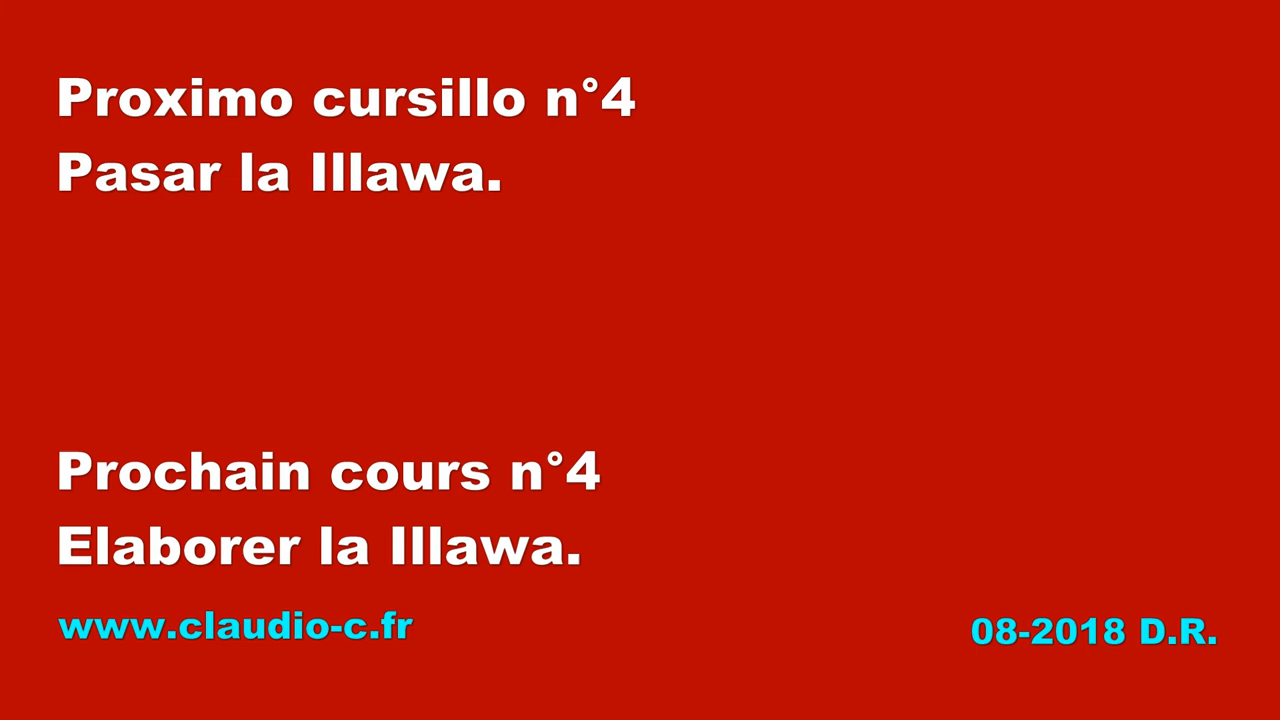 Proximo cursillo n°4
Pasar la Illawa.
Prochain cours n°4
Elaborer la Illawa.
www.claudio-c.fr
08-2018 D.R.